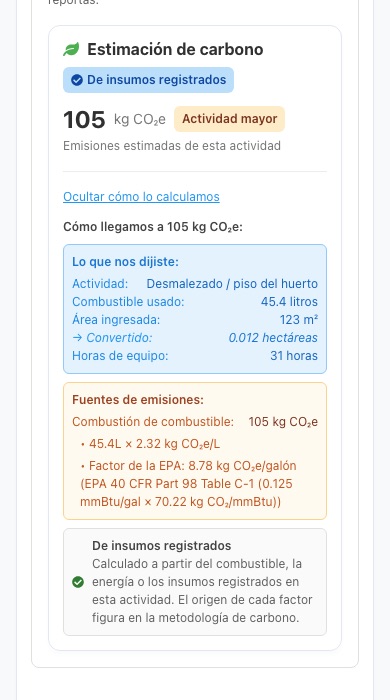 reportas.
Estimación de carbono
De insumos registrados
105 kg CO₂e Actividad mayor
Emisiones estimadas de esta actividad
Ocultar cómo lo calculamos
Cómo llegamos a 105 kg CO₂e:
Lo que nos dijiste:
Actividad: Desmalezado / piso del huerto
Combustible usado: 45.4 litros
Área ingresada: 123 m²
→ Convertido: 0.012 hectáreas
Horas de equipo: 31 horas
Fuentes de emisiones:
Combustión de combustible: 105 kg CO₂e
• 45.4L × 2.32 kg CO₂e/L
• Factor de la EPA: 8.78 kg CO₂e/galón
(EPA 40 CFR Part 98 Table C-1 (0.125
mmBtu/gal × 70.22 kg CO₂/mmBtu))
De insumos registrados
Calculado a partir del combustible, la
energía o los insumos registrados en
esta actividad. El origen de cada factor
figura en la metodología de carbono.